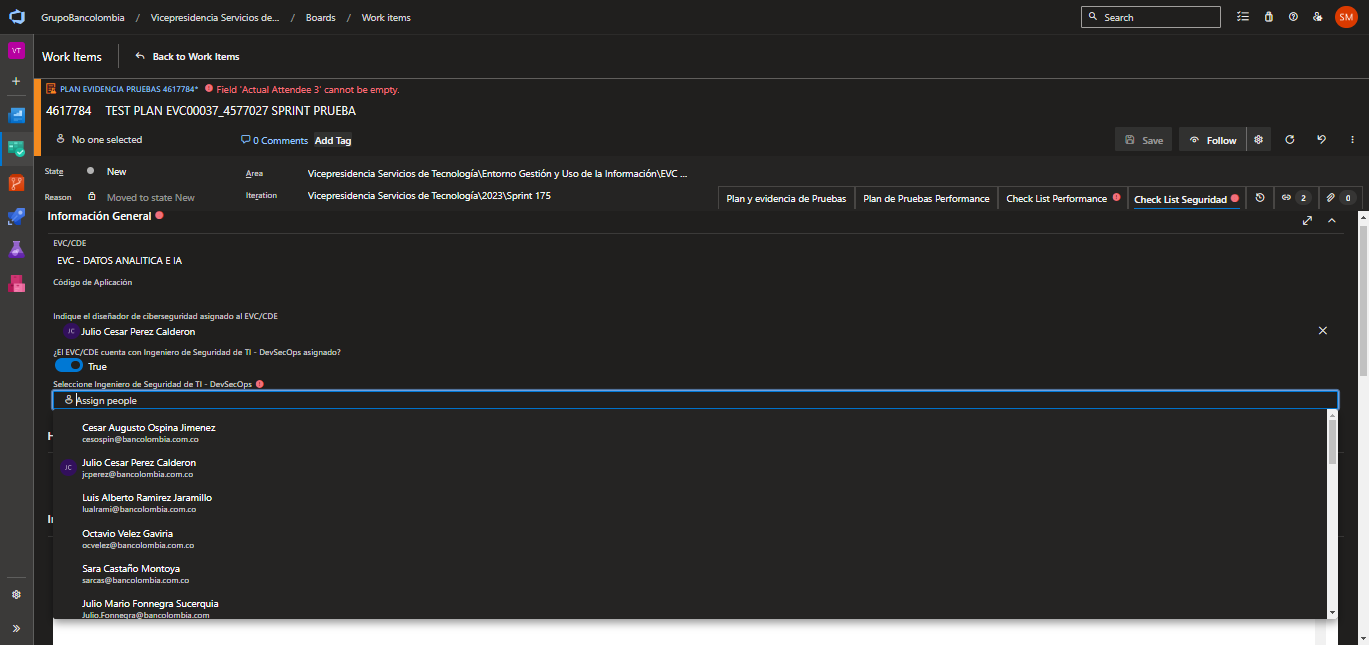 GrupoBancolombia / Vicepresidencia Servicios de... / Boards / Work items
Search
SM
VT
Work Items
Back to Work Items
PLAN EVIDENCIA PRUEBAS 4617784* Field 'Actual Attendee 3' cannot be empty.
4617784 TEST PLAN EVC00037_4577027 SPRINT PRUEBA
No one selected
0 Comments
Add Tag
Save
Follow
State New
Area Vicepresidencia Servicios de Tecnología\Entorno Gestión y Uso de la Información\EVC ...
Reason Moved to state New
Iteration Vicepresidencia Servicios de Tecnología\2023\Sprint 175
Plan y evidencia de Pruebas
Plan de Pruebas Performance
Check List Performance
Check List Seguridad
2
0
Información General
EVC/CDE
EVC - DATOS ANALITICA E IA
Código de Aplicación
Indique el diseñador de ciberseguridad asignado al EVC/CDE
JC Julio Cesar Perez Calderon
¿El EVC/CDE cuenta con Ingeniero de Seguridad de TI - DevSecOps asignado?
True
Seleccione Ingeniero de Seguridad de TI - DevSecOps
Assign people
Cesar Augusto Ospina Jimenez
cesospin@bancolombia.com.co
JC Julio Cesar Perez Calderon
jcperez@bancolombia.com.co
Luis Alberto Ramirez Jaramillo
lualrami@bancolombia.com.co
Octavio Velez Gaviria
ocvelez@bancolombia.com.co
Sara Castaño Montoya
sarcas@bancolombia.com.co
Julio Mario Fonnegra Sucerquia
Julio.Fonnegra@bancolombia.com